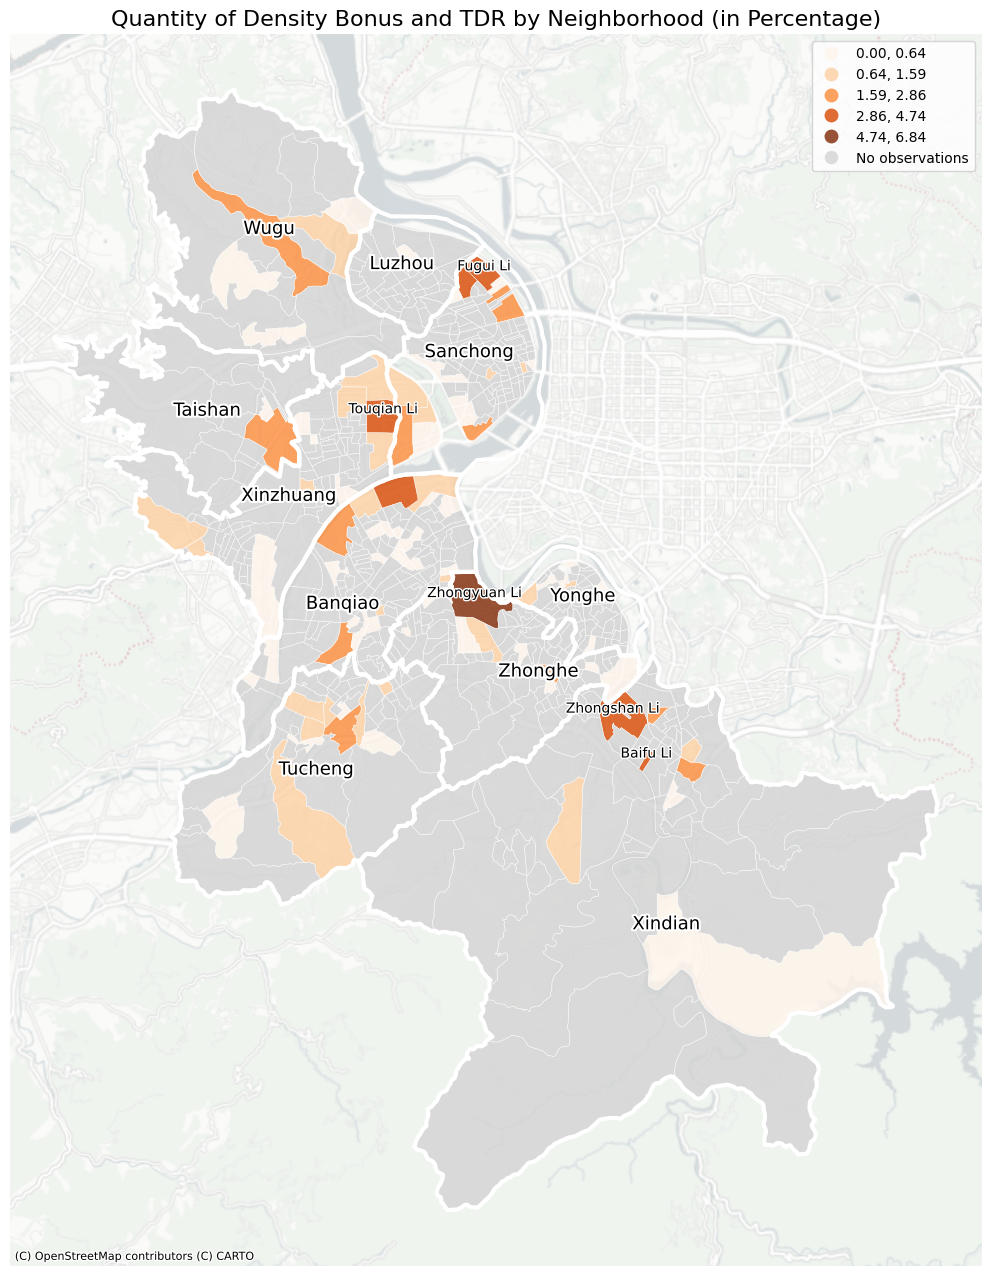 Quantity of Density Bonus and TDR by Neighborhood (in Percentage)
0.00, 0.64
0.64, 1.59
1.59, 2.86
2.86, 4.74
4.74, 6.84
No observations
Wugu
Luzhou
Fugui Li
Sanchong
Taishan
Touqian Li
Xinzhuang
Banqiao
Zhongyuan Li
Yonghe
Zhonghe
Zhongshan Li
Baifu Li
Tucheng
Xindian
(C) OpenStreetMap contributors (C) CARTO